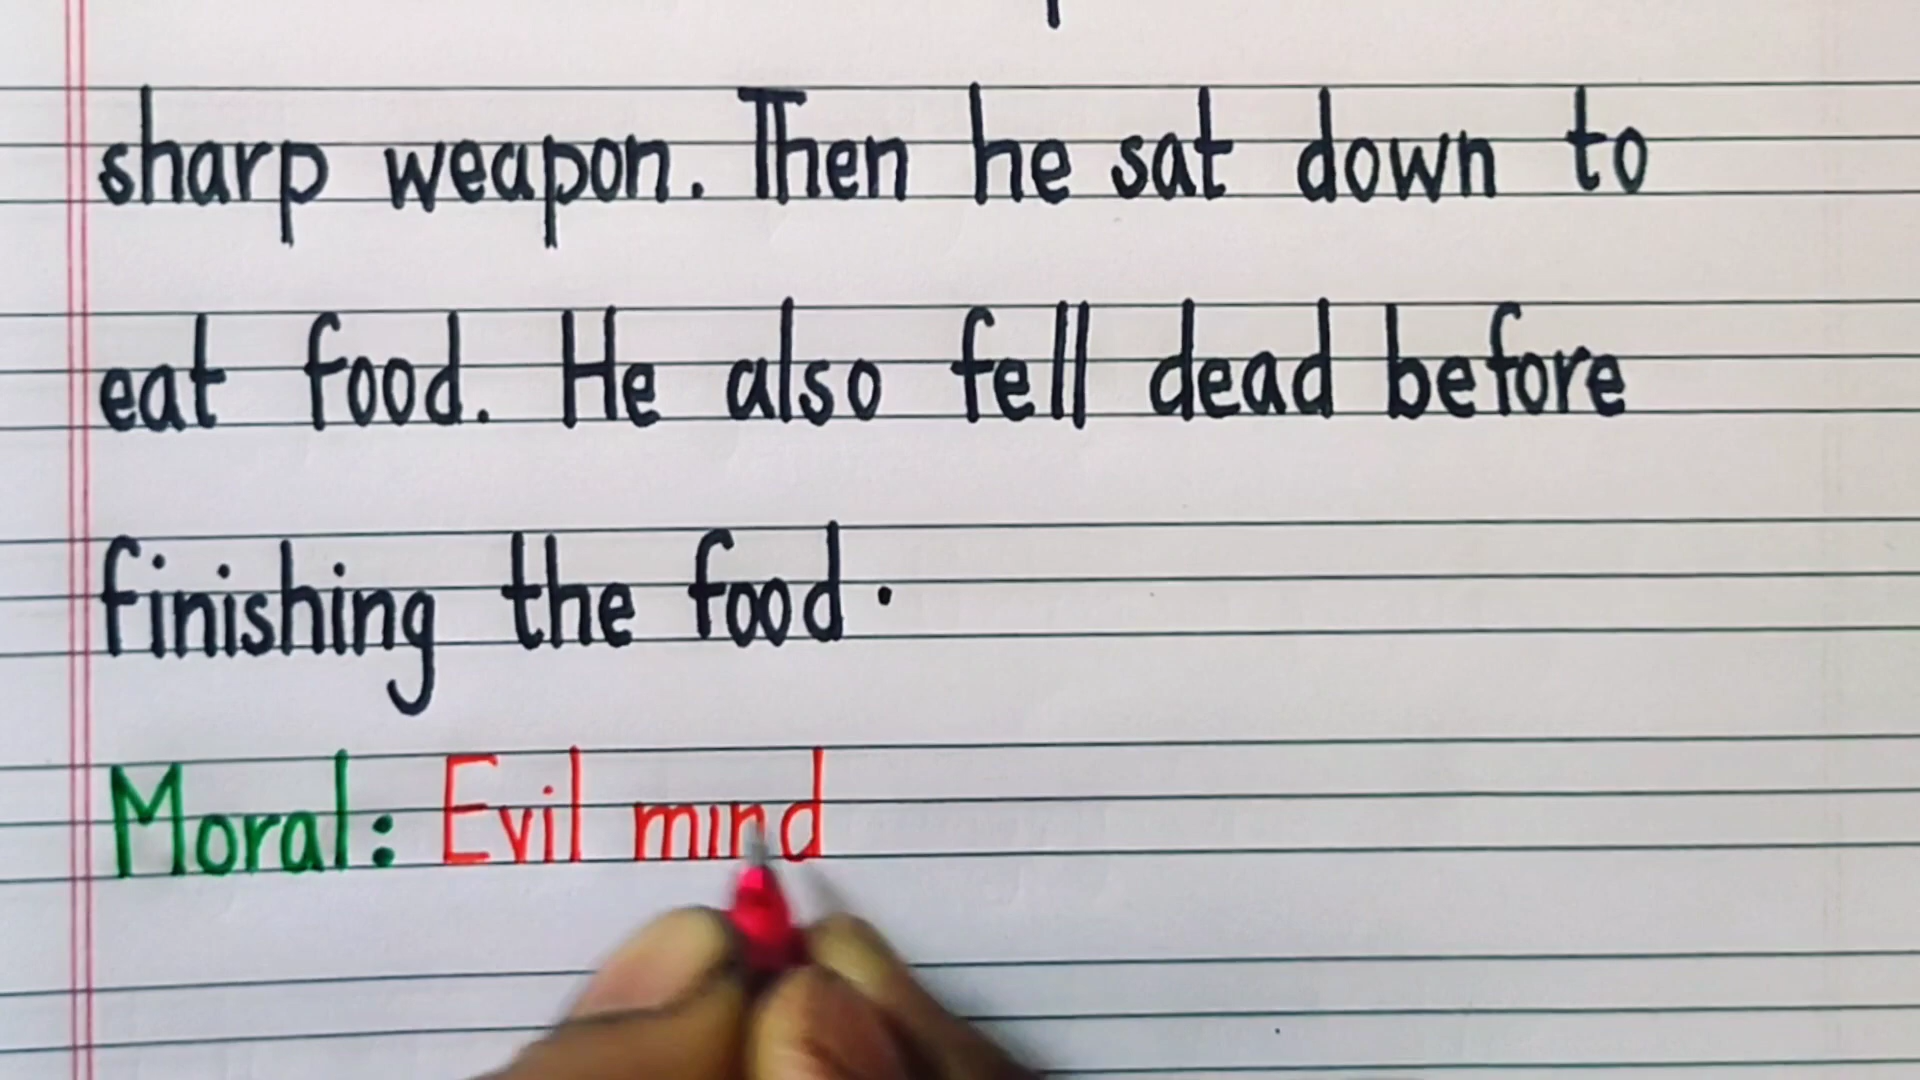 sharp weapon. Then he sat down to
eat food. He also fell dead before
finishing the food.
Moral: Evil mind